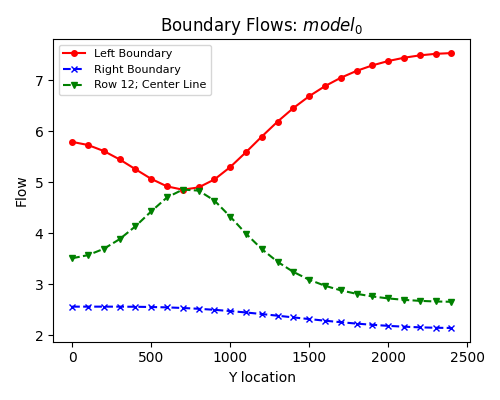 Boundary Flows: model₀
Left Boundary
Right Boundary
Row 12; Center Line
Flow
7
6
5
4
3
2
0 500 1000 1500 2000 2500
Y location